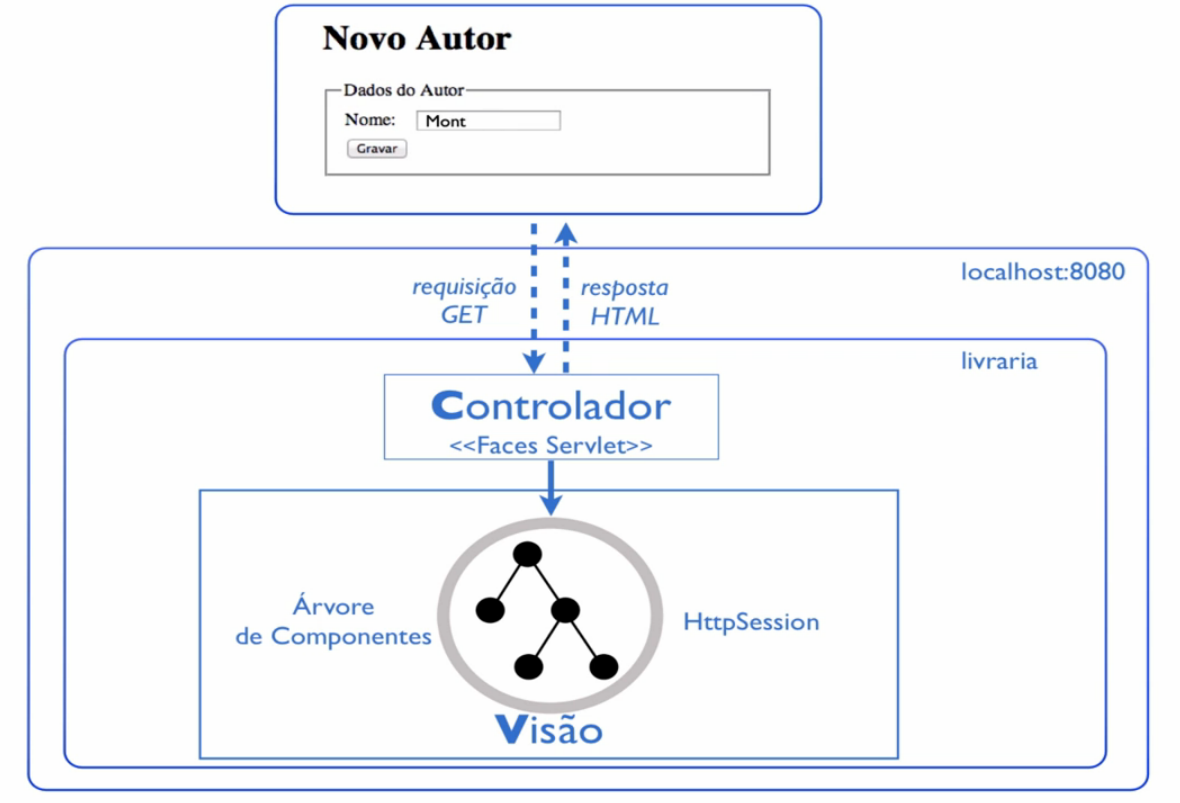 Novo Autor
Dados do Autor
Nome: Mont
Gravar
localhost:8080
requisição
GET
resposta
HTML
livraria
Controlador
<<Faces Servlet>>
Árvore
de Componentes
HttpSession
Visão